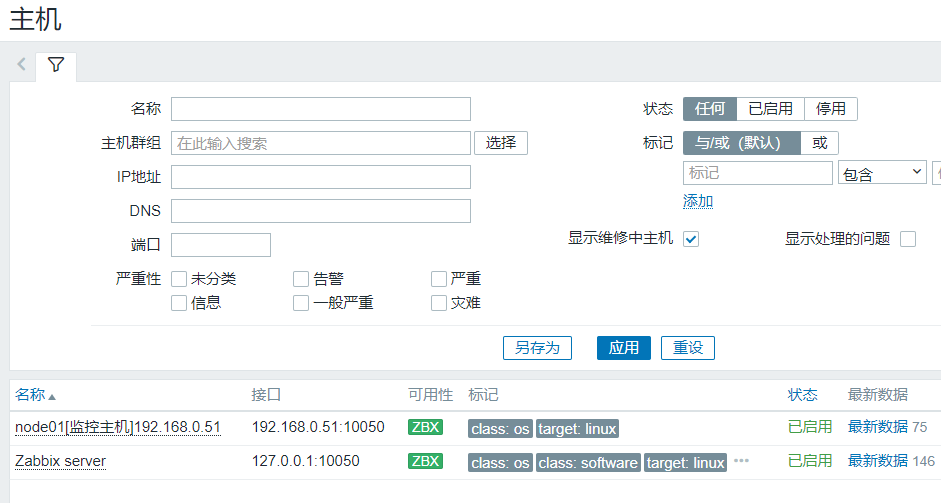 主机
名称
状态 任何 已启用 停用
主机群组 在此输入搜索 选择
标记 与/或（默认） 或
IP地址
标记 包含
DNS
添加
端口
显示维修中主机 显示处理的问题
严重性 未分类 告警 严重
信息 一般严重 灾难
另存为 应用 重设
名称 接口 可用性 标记 状态 最新数据
node01[监控主机]192.168.0.51 192.168.0.51:10050 ZBX class: os target: linux 已启用 最新数据 75
Zabbix server 127.0.0.1:10050 ZBX class: os class: software target: linux ••• 已启用 最新数据 146